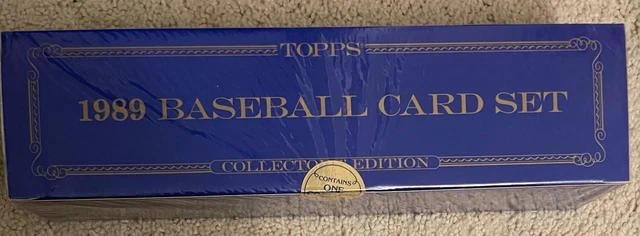 TOPPS
1989 BASEBALL CARD SET
COLLECTOR'S EDITION
CONTAINS
ONE